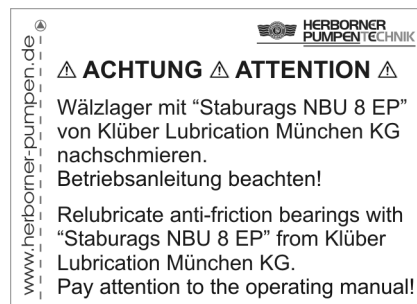 HERBORNER
PUMPENTECHNIK
www.herborner-pumpen.de
⚠ ACHTUNG ⚠ ATTENTION ⚠
Wälzlager mit “Staburags NBU 8 EP”
von Klüber Lubrication München KG
nachschmieren.
Betriebsanleitung beachten!
Relubricate anti-friction bearings with
“Staburags NBU 8 EP” from Klüber
Lubrication München KG.
Pay attention to the operating manual!